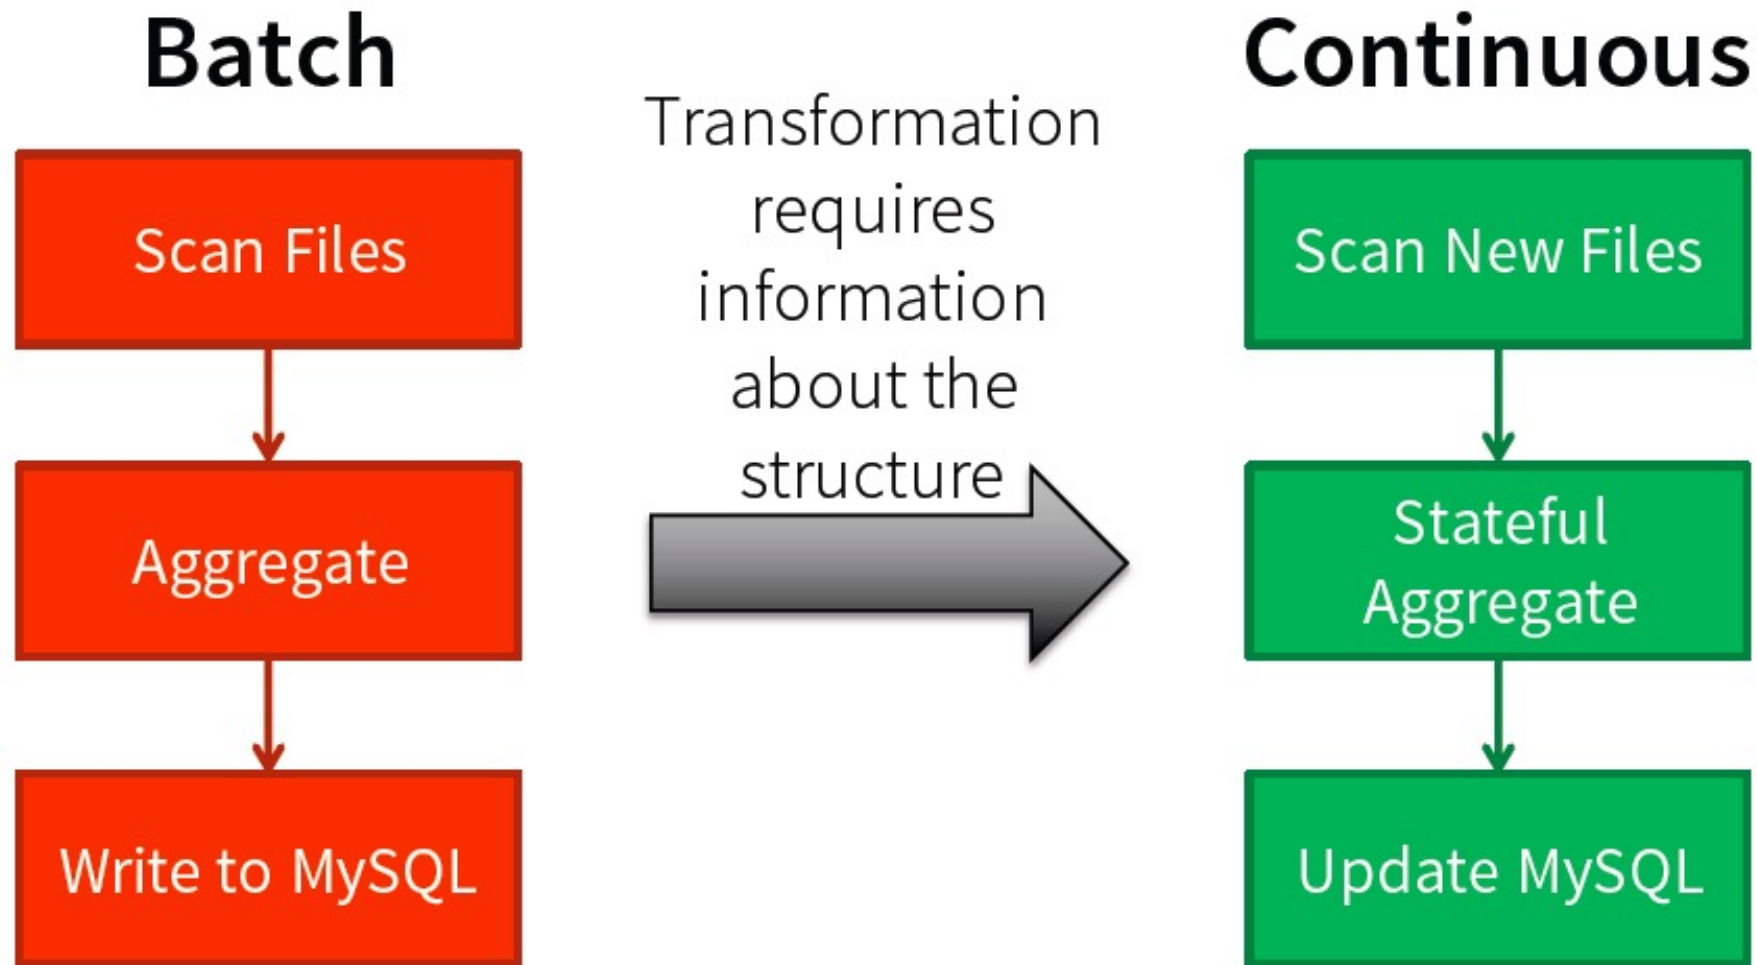 Batch
Scan Files
Aggregate
Write to MySQL
Transformation
requires
information
about the
structure
Continuous
Scan New Files
Stateful
Aggregate
Update MySQL